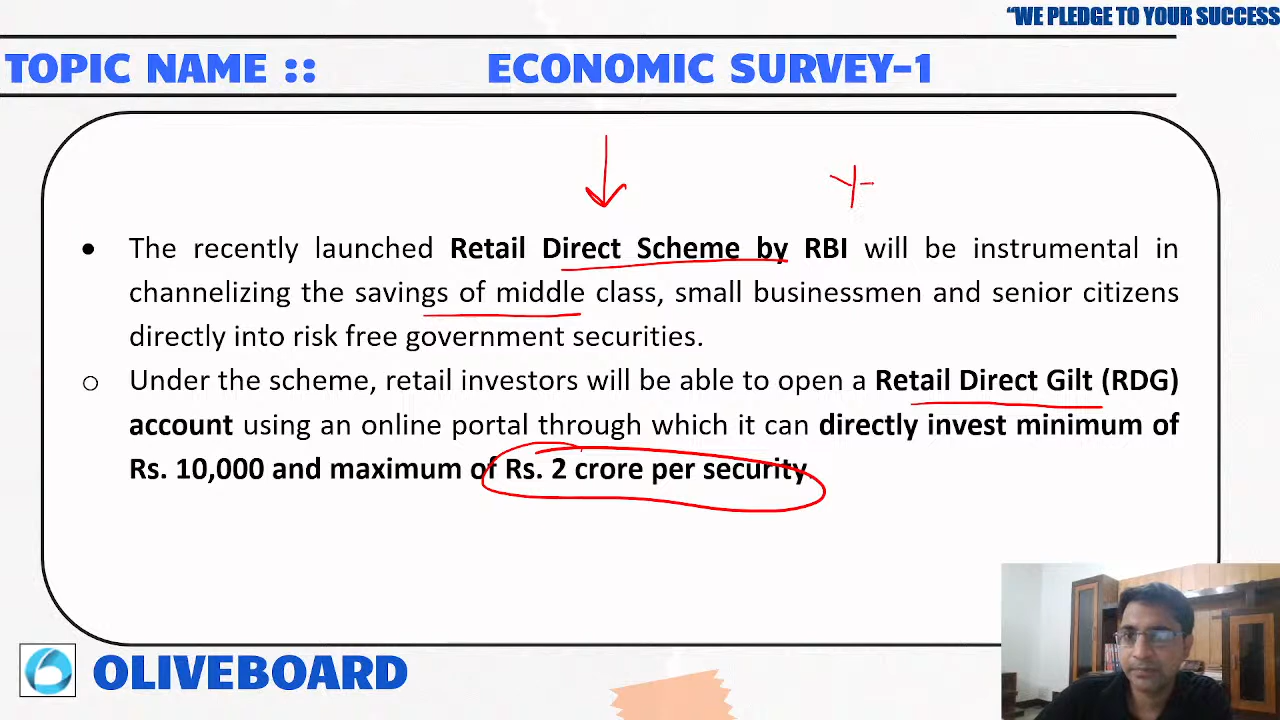 “WE PLEDGE TO YOUR SUCCESS
TOPIC NAME :: ECONOMIC SURVEY-1
• The recently launched Retail Direct Scheme by RBI will be instrumental in
channelizing the savings of middle class, small businessmen and senior citizens
directly into risk free government securities.
o Under the scheme, retail investors will be able to open a Retail Direct Gilt (RDG)
account using an online portal through which it can directly invest minimum of
Rs. 10,000 and maximum of Rs. 2 crore per security.
OLIVEBOARD